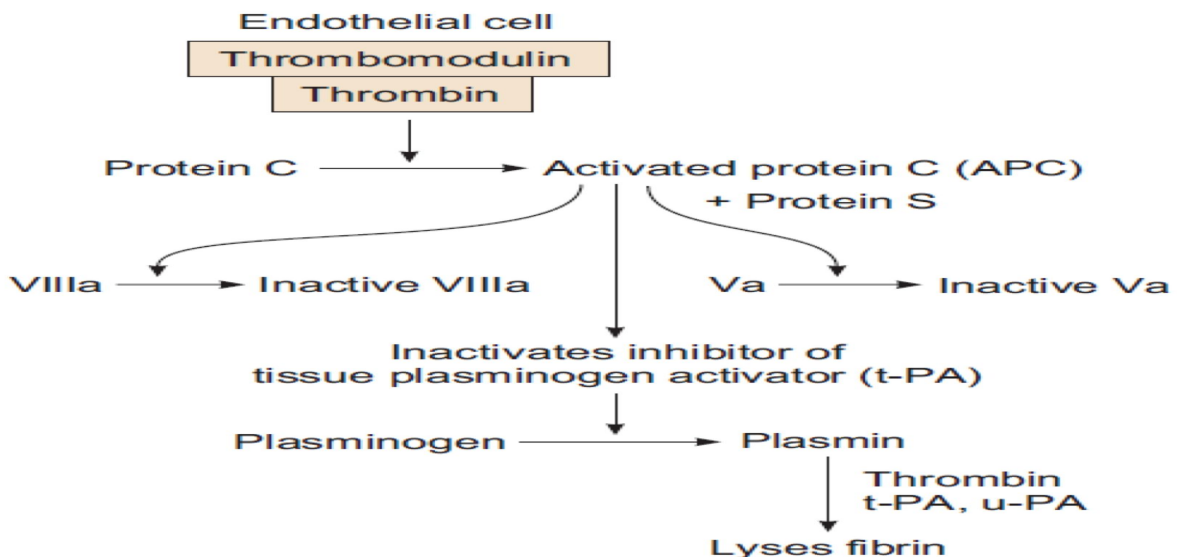 Endothelial cell
Thrombomodulin
Thrombin
Protein C
Activated protein C (APC)
+ Protein S
VIIIa
Inactive VIIIa
Va
Inactive Va
Inactivates inhibitor of
tissue plasminogen activator (t-PA)
Plasminogen
Plasmin
Thrombin
t-PA, u-PA
Lyses fibrin